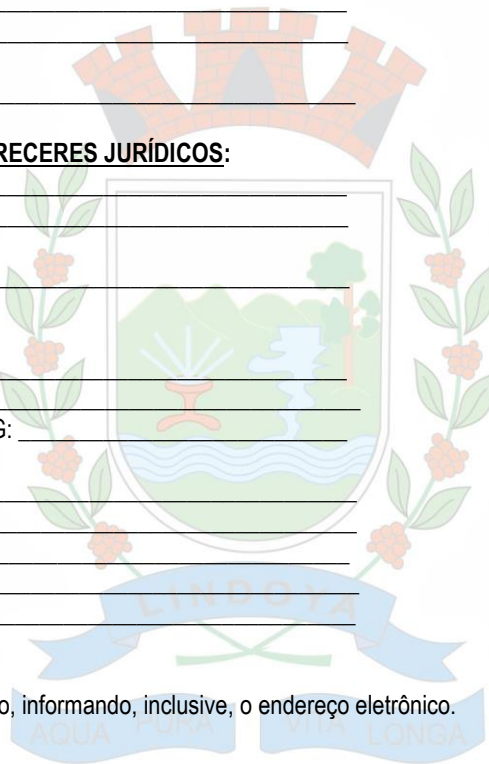 RECERES JURÍDICOS:
G:
LINDOYA
o, informando, inclusive, o endereço eletrônico.
AQUA PURA VITA LONGA